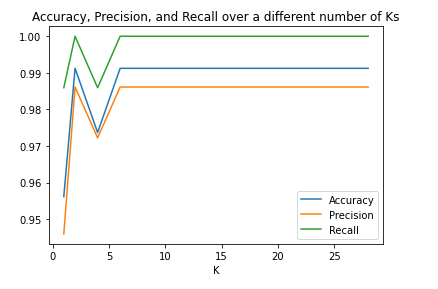 Accuracy, Precision, and Recall over a different number of Ks
1.00
0.99
0.98
0.97
0.96
0.95
0 5 10 15 20 25
K
Accuracy
Precision
Recall